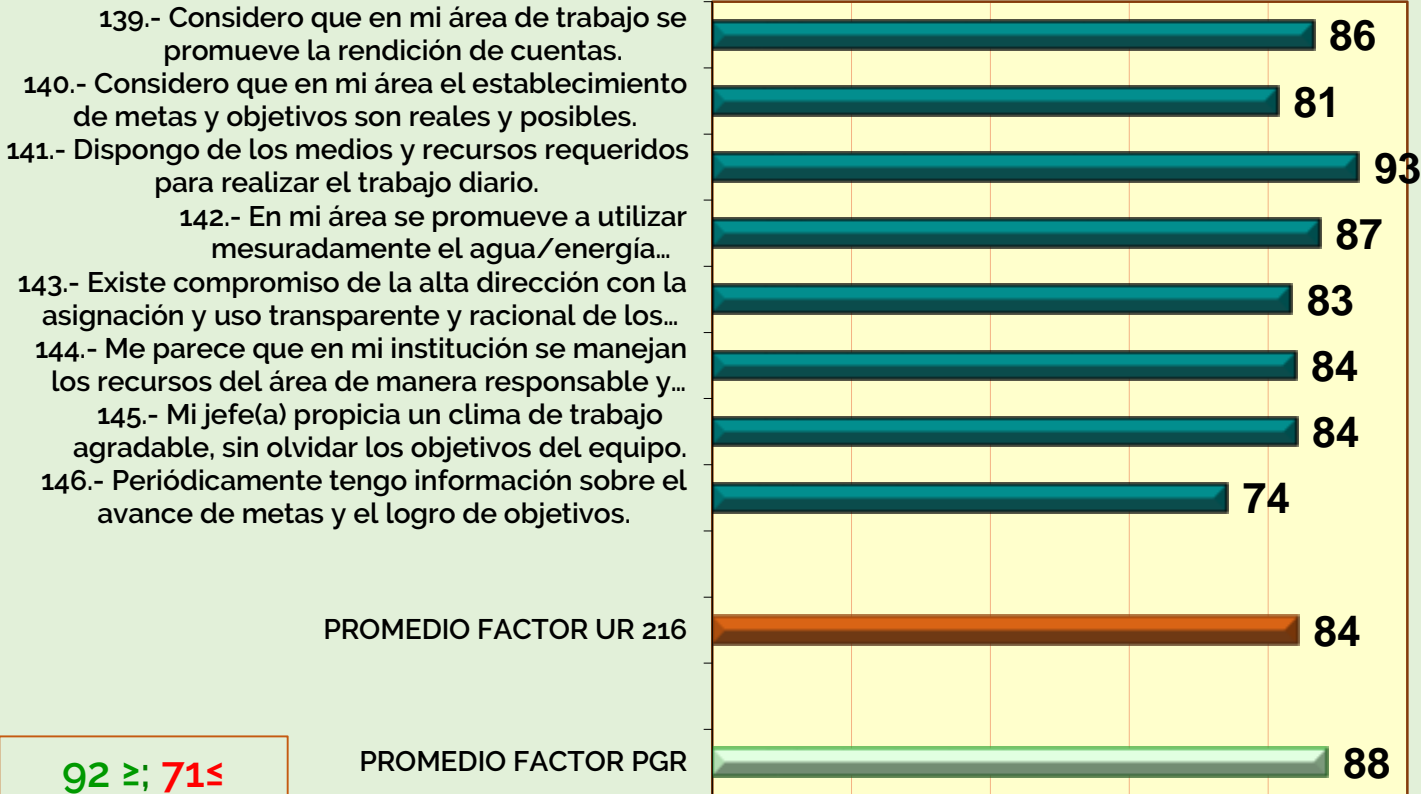 139.- Considero que en mi área de trabajo se
promueve la rendición de cuentas.
86
140.- Considero que en mi área el establecimiento
de metas y objetivos son reales y posibles.
81
141.- Dispongo de los medios y recursos requeridos
para realizar el trabajo diario.
93
142.- En mi área se promueve a utilizar
mesuradamente el agua/energía...
87
143.- Existe compromiso de la alta dirección con la
asignación y uso transparente y racional de los...
83
144.- Me parece que en mi institución se manejan
los recursos del área de manera responsable y...
84
145.- Mi jefe(a) propicia un clima de trabajo
agradable, sin olvidar los objetivos del equipo.
84
146.- Periódicamente tengo información sobre el
avance de metas y el logro de objetivos.
74
PROMEDIO FACTOR UR 216
84
PROMEDIO FACTOR PGR
88
92 ≥; 71≤